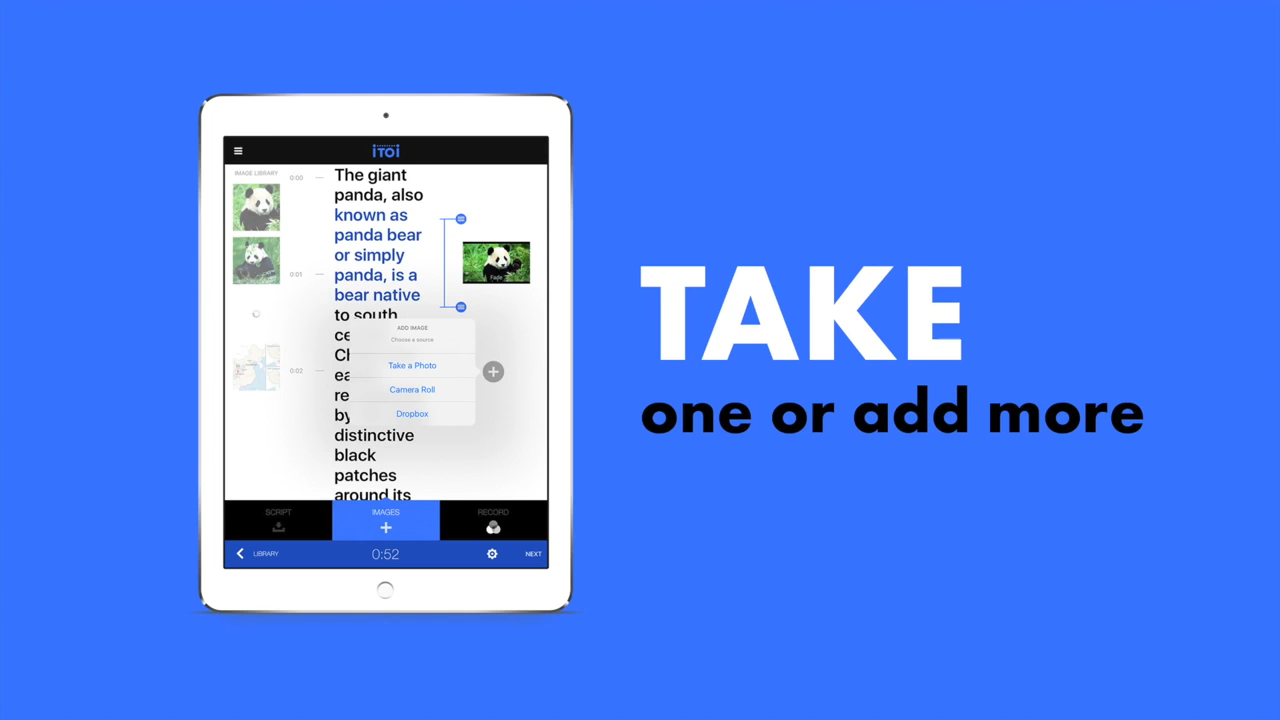 iTOi
IMAGE LIBRARY
0:00
The giant
panda, also
known as
panda bear
or simply
panda, is a
bear native
to south
0:01
Fade
ADD IMAGE
Choose a source
Take a Photo
Camera Roll
Dropbox
0:02
by
distinctive
black
patches
around its
SCRIPT
IMAGES
RECORD
LIBRARY
0:52
NEXT
TAKE
one or add more